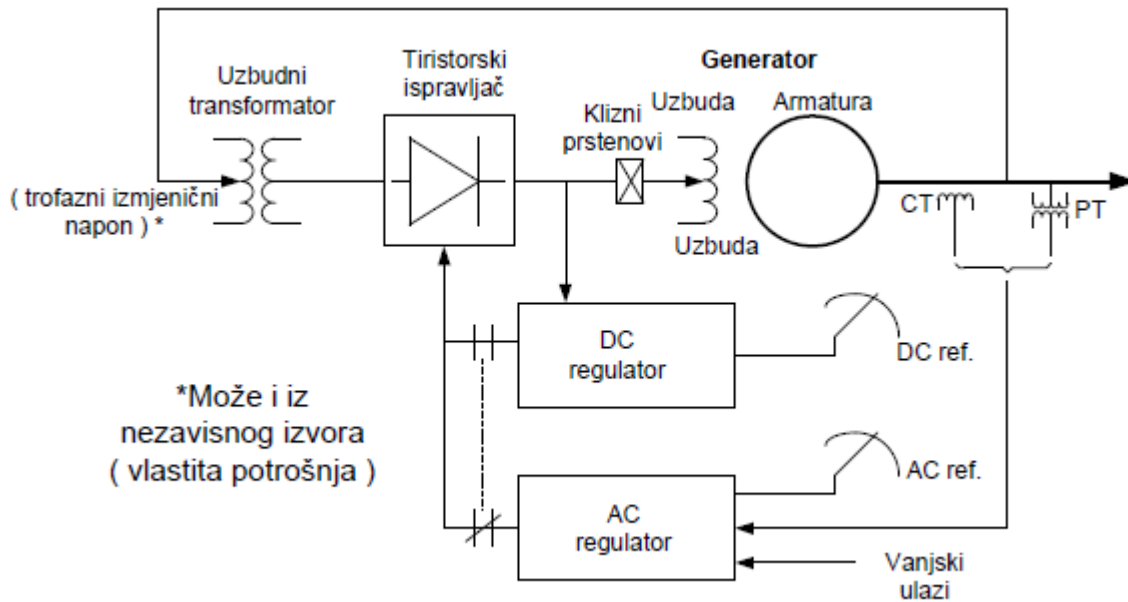 Uzbudni
transformator
Tiristorski
ispravljač
Generator
Klizni
prstenovi
Uzbuda
Armatura
( trofazni izmjenični
napon ) *
Uzbuda
CT
PT
DC
regulator
DC ref.
*Može i iz
nezavisnog izvora
( vlastita potrošnja )
AC
regulator
AC ref.
Vanjski
ulazi